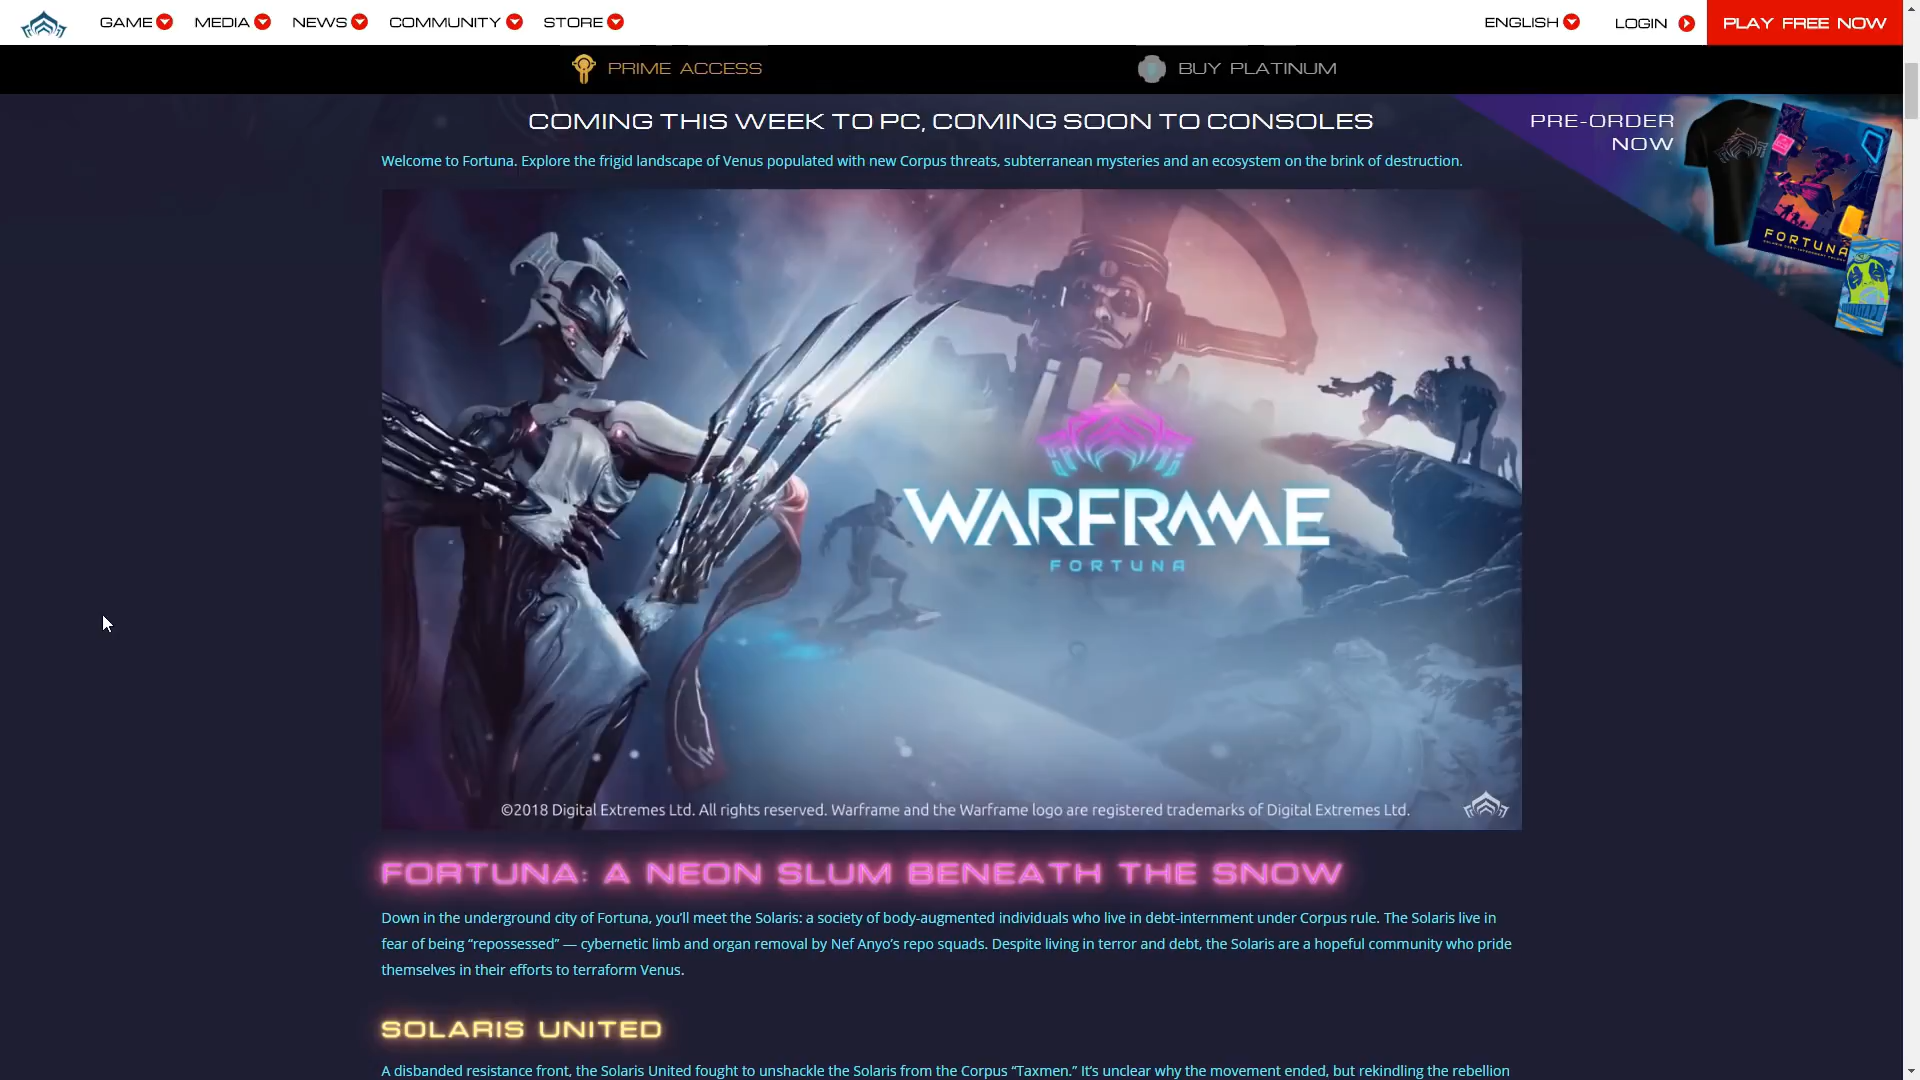 GAME MEDIA NEWS COMMUNITY STORE ENGLISH LOGIN PLAY FREE NOW
PRIME ACCESS BUY PLATINUM
COMING THIS WEEK TO PC, COMING SOON TO CONSOLES
PRE-ORDER
NOW
Welcome to Fortuna. Explore the frigid landscape of Venus populated with new Corpus threats, subterranean mysteries and an ecosystem on the brink of destruction.
FORTUNA
WARFRAME
FORTUNA
©2018 Digital Extremes Ltd. All rights reserved. Warframe and the Warframe logo are registered trademarks of Digital Extremes Ltd.
FORTUNA: A NEON SLUM BENEATH THE SNOW
Down in the underground city of Fortuna, you’ll meet the Solaris: a society of body-augmented individuals who live in debt-internment under Corpus rule. The Solaris live in
fear of being “repossessed” — cybernetic limb and organ removal by Nef Anyo’s repo squads. Despite living in terror and debt, the Solaris are a hopeful community who pride
themselves in their efforts to terraform Venus.
SOLARIS UNITED
A disbanded resistance front, the Solaris United fought to unshackle the Solaris from the Corpus “Taxmen.” It’s unclear why the movement ended, but rekindling the rebellion